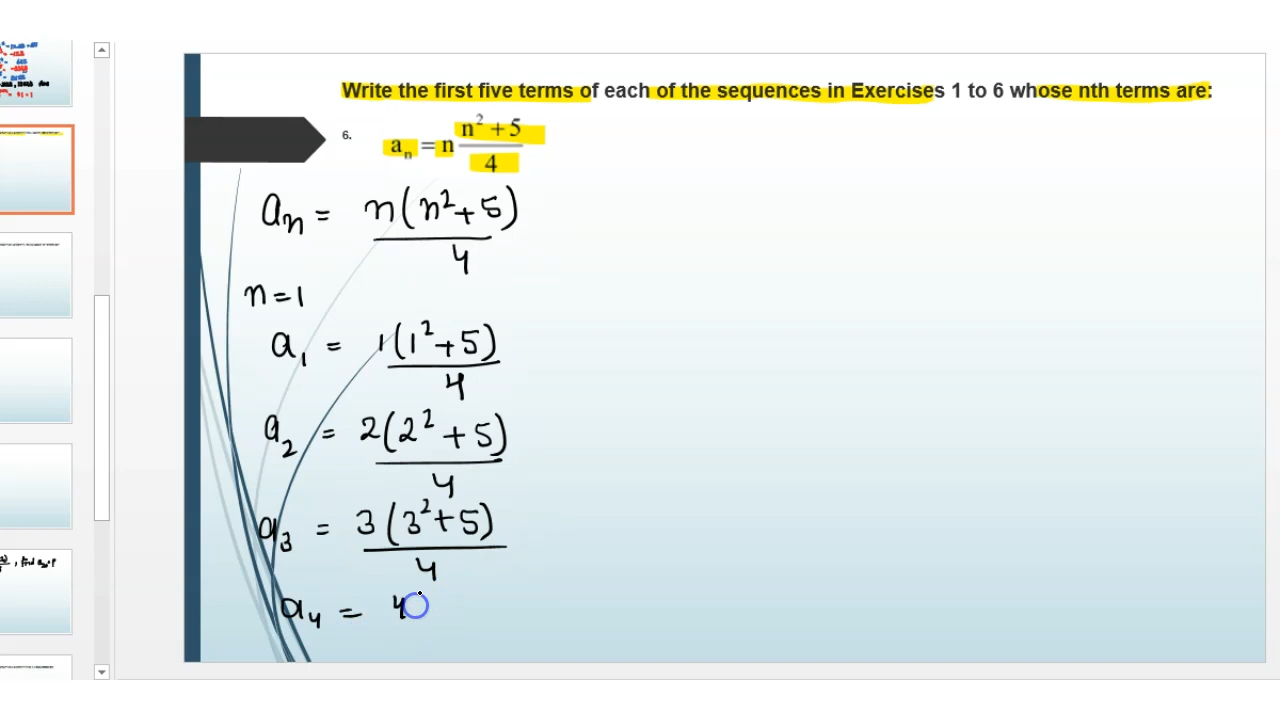 Write the first five terms of each of the sequences in Exercises 1 to 6 whose nth terms are:
6. aₙ = n (n² + 5)/4
aₙ = n(n²+5)/4
n = 1
a₁ = 1(1²+5)/4
a₂ = 2(2²+5)/4
a₃ = 3(3²+5)/4
a₄ = 4